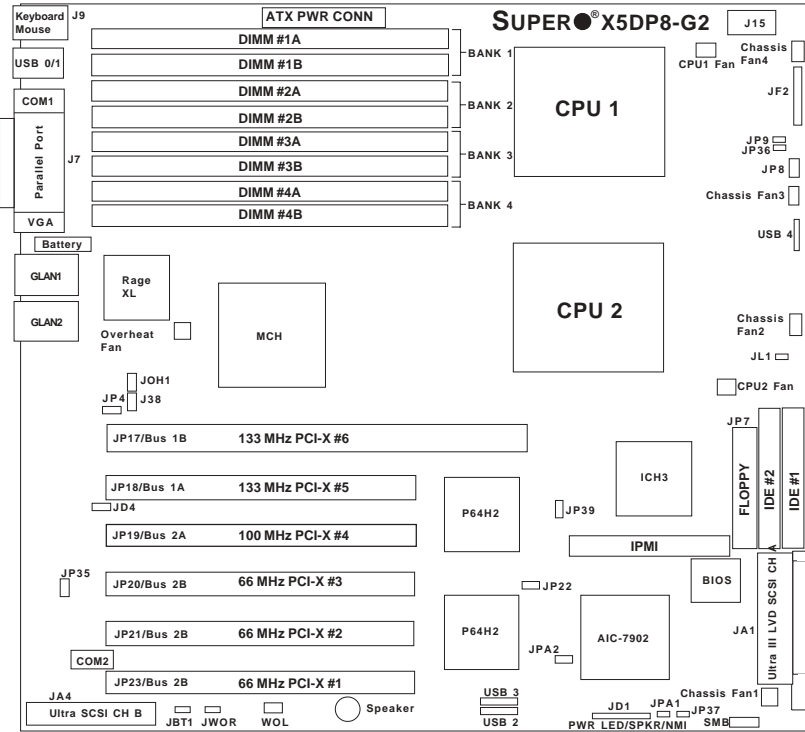 Keyboard
Mouse
J9
ATX PWR CONN
SUPER® X5DP8-G2
J15
USB 0/1
DIMM #1A
DIMM #1B
BANK 1
CPU1 Fan
Chassis
Fan4
COM1
DIMM #2A
DIMM #2B
BANK 2
CPU 1
JF2
Parallel Port
J7
DIMM #3A
DIMM #3B
BANK 3
JP9
JP36
JP8
DIMM #4A
DIMM #4B
BANK 4
Chassis Fan3
VGA
Battery
USB 4
GLAN1
Rage
XL
GLAN2
Overheat
Fan
MCH
CPU 2
Chassis
Fan2
JL1
JOH1
JP4
J38
CPU2 Fan
JP7
JP17/Bus 1B
133 MHz PCI-X #6
JP18/Bus 1A
133 MHz PCI-X #5
JD4
P64H2
JP39
ICH3
FLOPPY
IDE #2
IDE #1
JP19/Bus 2A
100 MHz PCI-X #4
IPMI
JP35
JP20/Bus 2B
66 MHz PCI-X #3
JP22
BIOS
JP21/Bus 2B
66 MHz PCI-X #2
P64H2
JPA2
AIC-7902
JA1
Ultra III LVD SCSI CH A
COM2
JP23/Bus 2B
66 MHz PCI-X #1
JA4
Ultra SCSI CH B
JBT1
JWOR
WOL
Speaker
USB 3
USB 2
JD1
PWR LED/SPKR/NMI
JPA1
JP37
Chassis Fan1
SMB